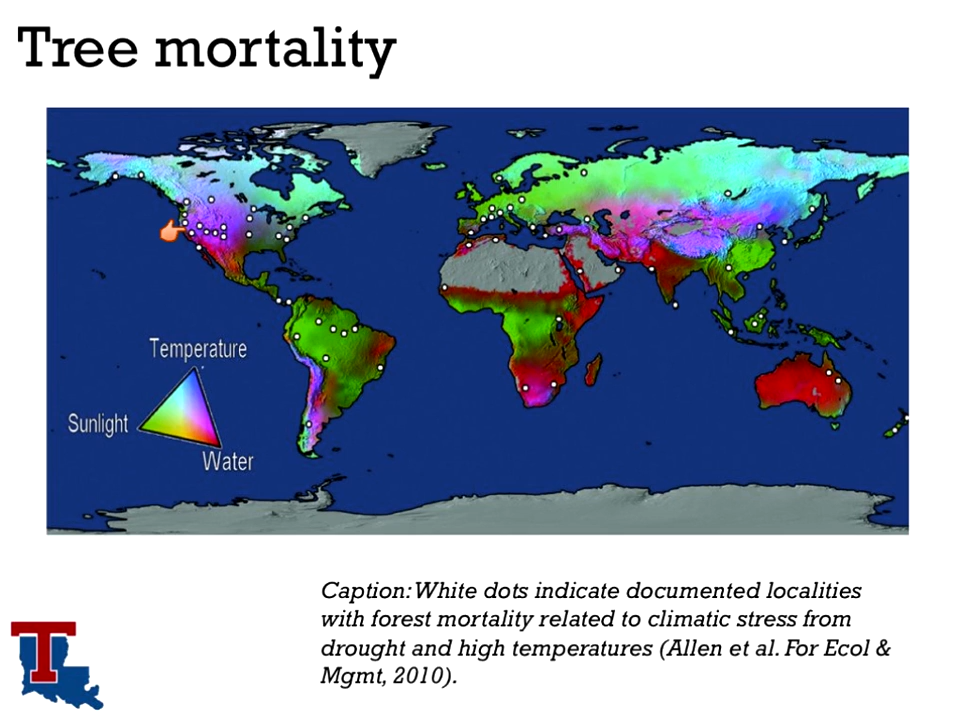 Tree mortality
Temperature
Sunlight
Water
Caption: White dots indicate documented localities
with forest mortality related to climatic stress from
drought and high temperatures (Allen et al. For Ecol &
Mgmt, 2010).
T